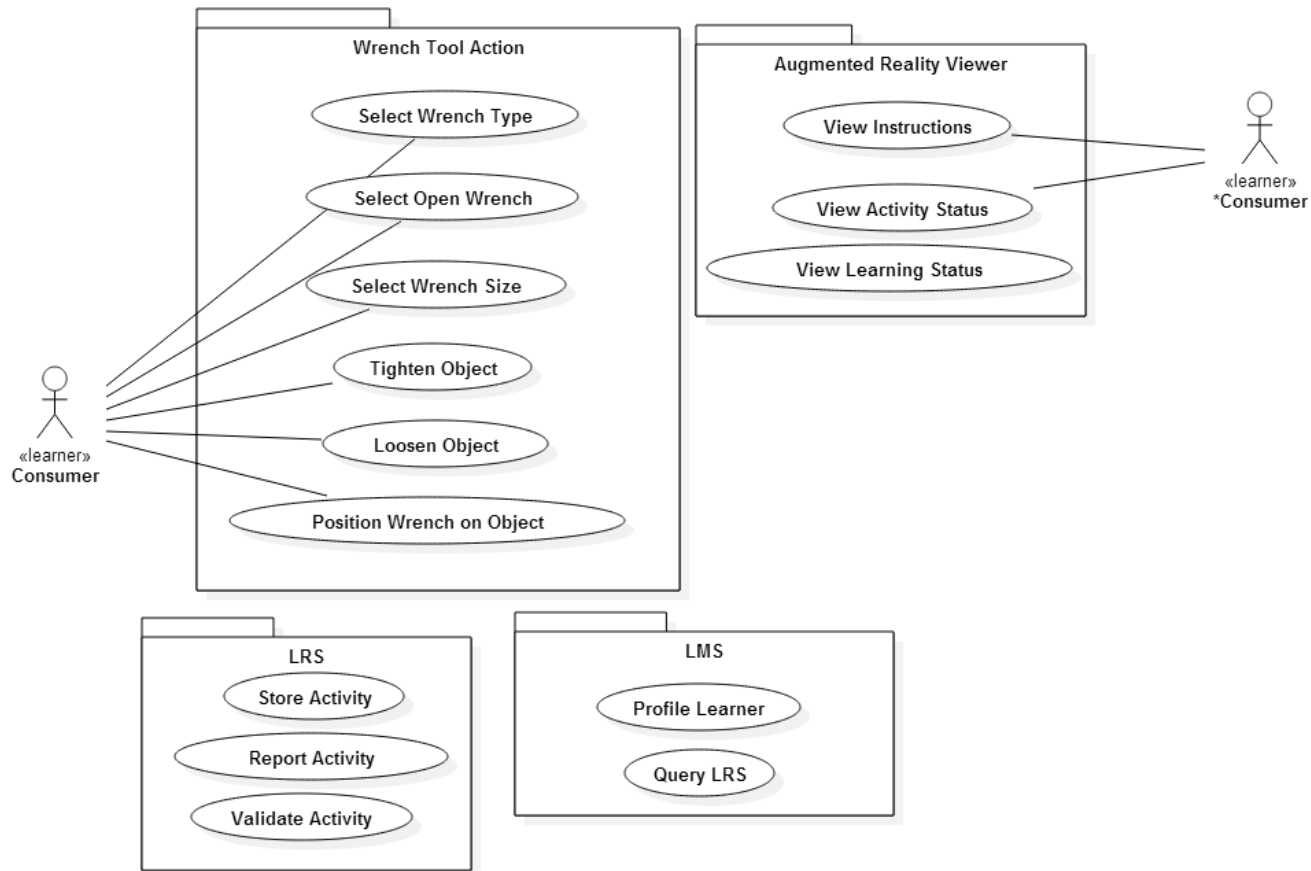 Wrench Tool Action
Select Wrench Type
Select Open Wrench
Select Wrench Size
Tighten Object
Loosen Object
Position Wrench on Object
«learner»
Consumer
Augmented Reality Viewer
View Instructions
View Activity Status
View Learning Status
«learner»
*Consumer
LRS
Store Activity
Report Activity
Validate Activity
LMS
Profile Learner
Query LRS